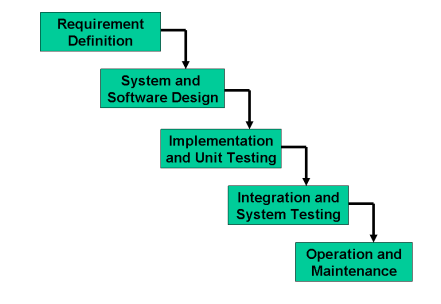 Requirement
Definition
System and
Software Design
Implementation
and Unit Testing
Integration and
System Testing
Operation and
Maintenance